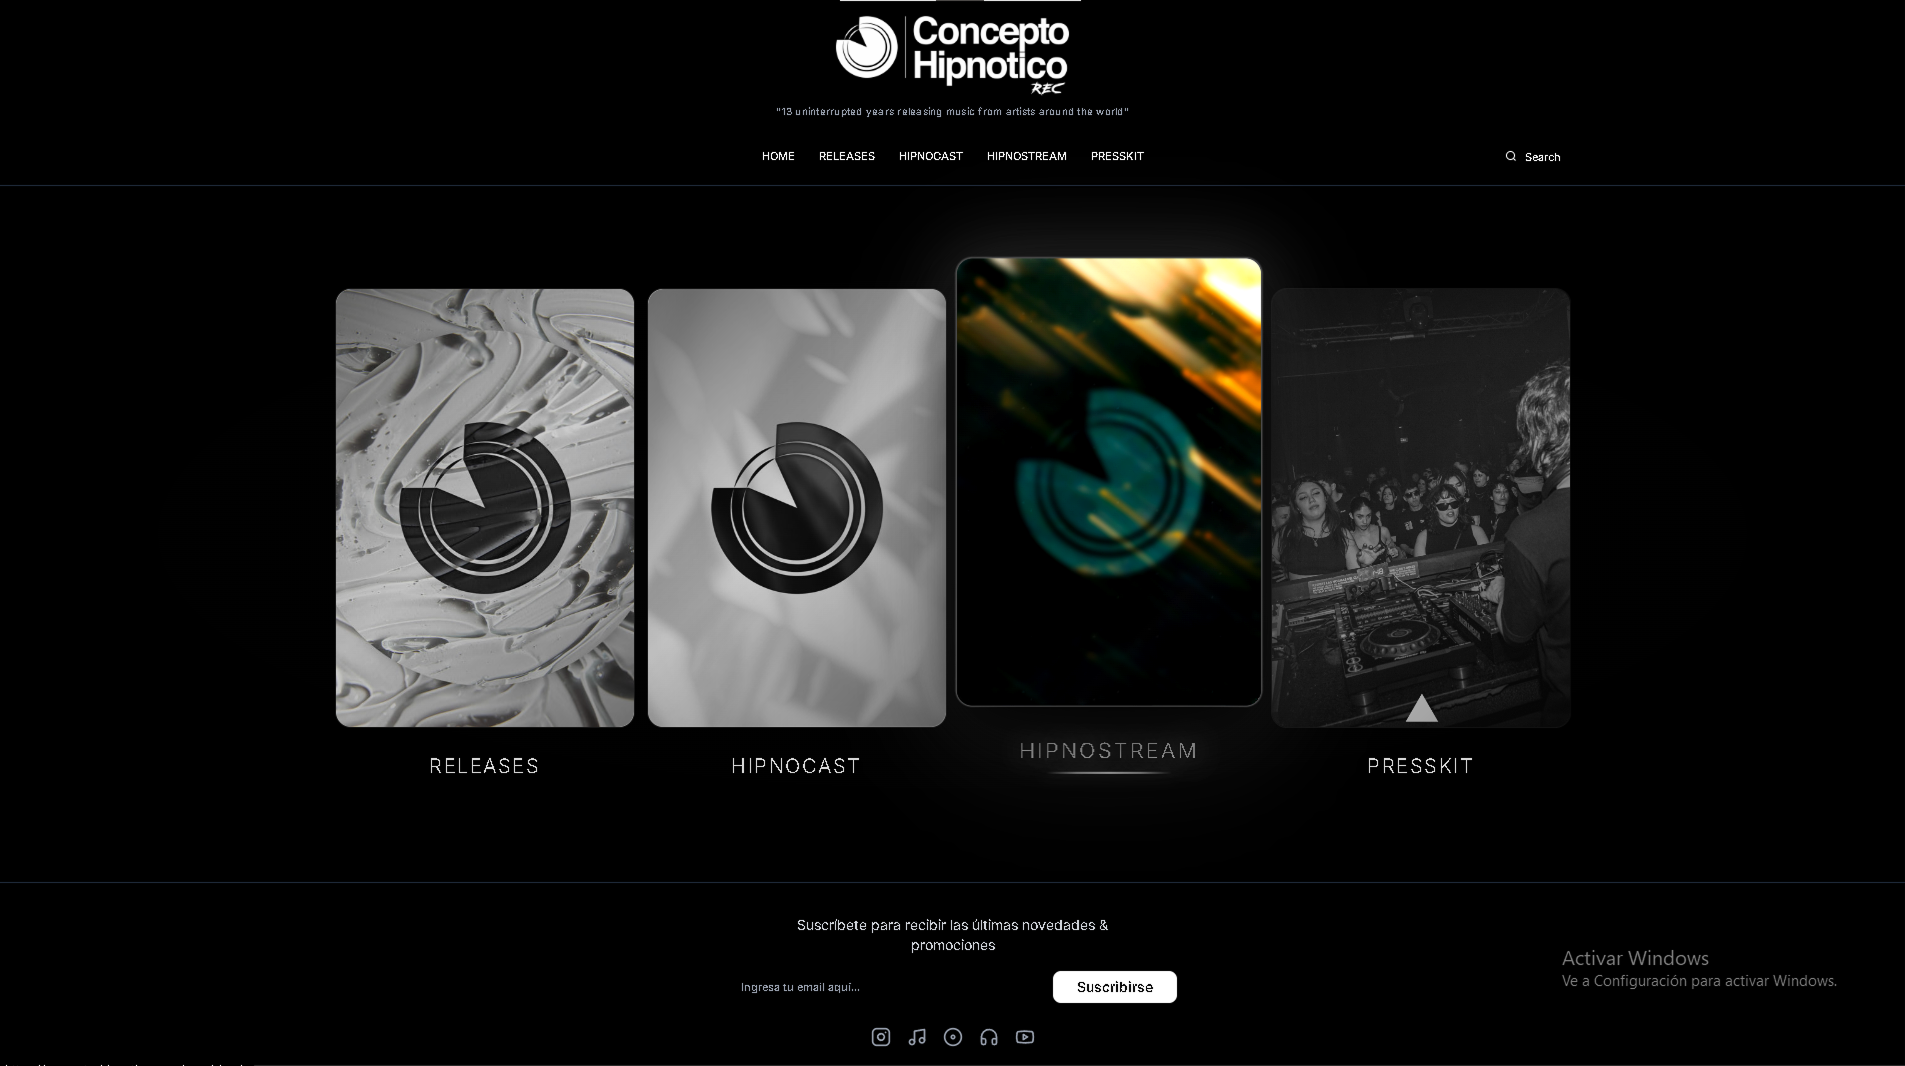 Concepto
Hipnotico
REC
"13 uninterrupted years releasing music from artists around the world"
HOME RELEASES HIPNOCAST HIPNOSTREAM PRESSKIT Search
RELEASES HIPNOCAST HIPNOSTREAM PRESSKIT
Suscríbete para recibir las últimas novedades &
promociones
Ingresa tu email aquí... Suscribirse
Activar Windows
Ve a Configuración para activar Windows.